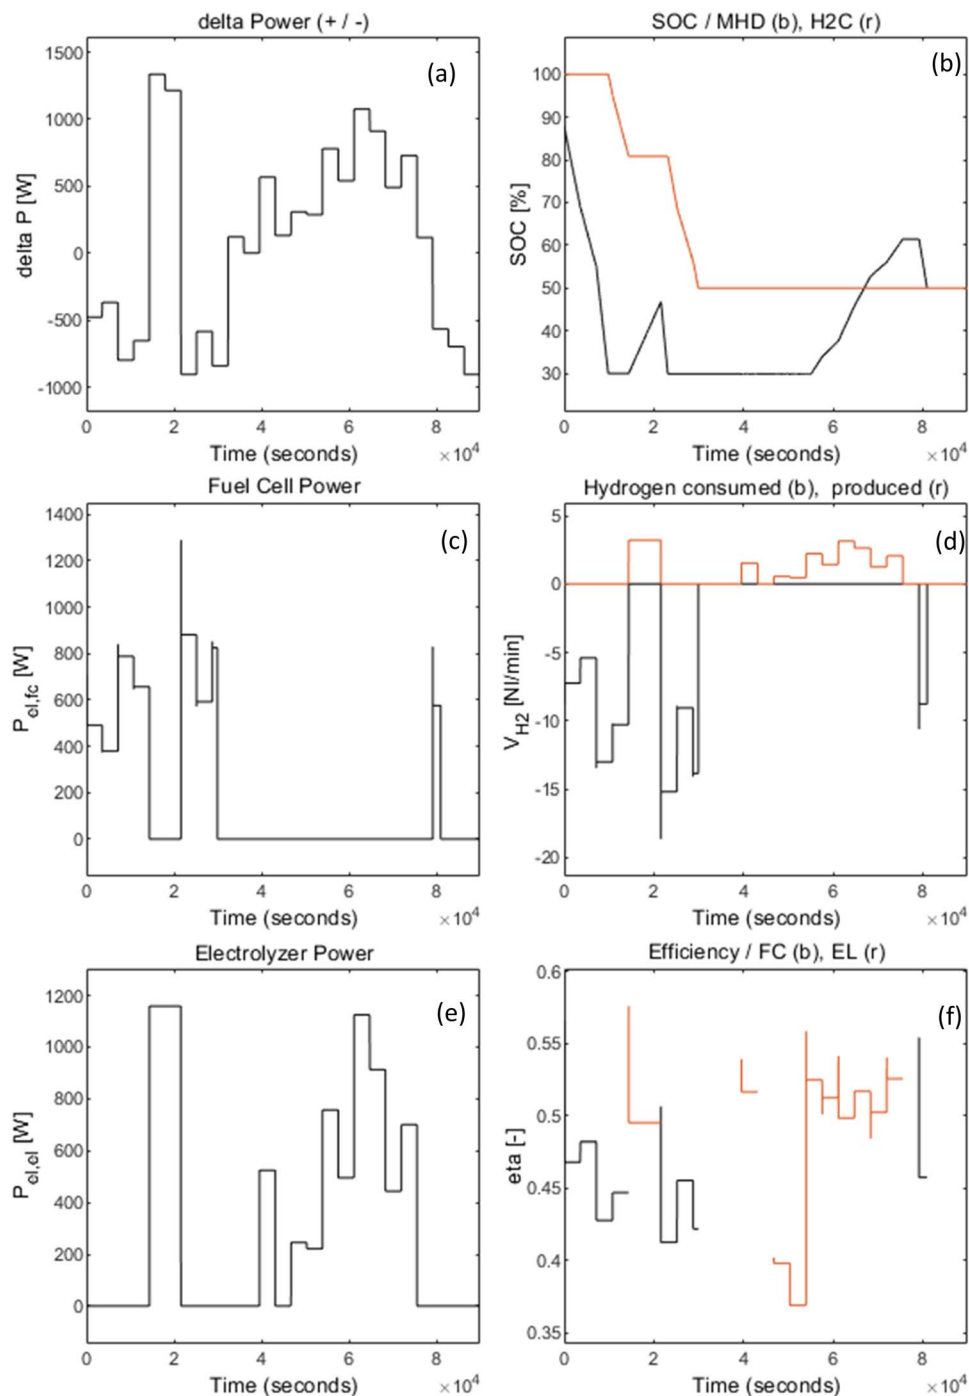 delta Power (+ / -)
(a)
delta P [W]
1500
1000
500
0
-500
-1000
0 2 4 6 8
×10⁴
Time (seconds)
SOC / MHD (b), H2C (r)
(b)
SOC [%]
100
90
80
70
60
50
40
30
0 2 4 6 8
×10⁴
Time (seconds)
Fuel Cell Power
(c)
P_el,fc [W]
1400
1200
1000
800
600
400
200
0
0 2 4 6 8
×10⁴
Time (seconds)
Hydrogen consumed (b), produced (r)
(d)
V_H2 [Nl/min]
5
0
-5
-10
-15
-20
0 2 4 6 8
×10⁴
Time (seconds)
Electrolyzer Power
(e)
P_el,el [W]
1200
1000
800
600
400
200
0
0 2 4 6 8
×10⁴
Time (seconds)
Efficiency / FC (b), EL (r)
(f)
eta [-]
0.6
0.55
0.5
0.45
0.4
0.35
0 2 4 6 8
×10⁴
Time (seconds)